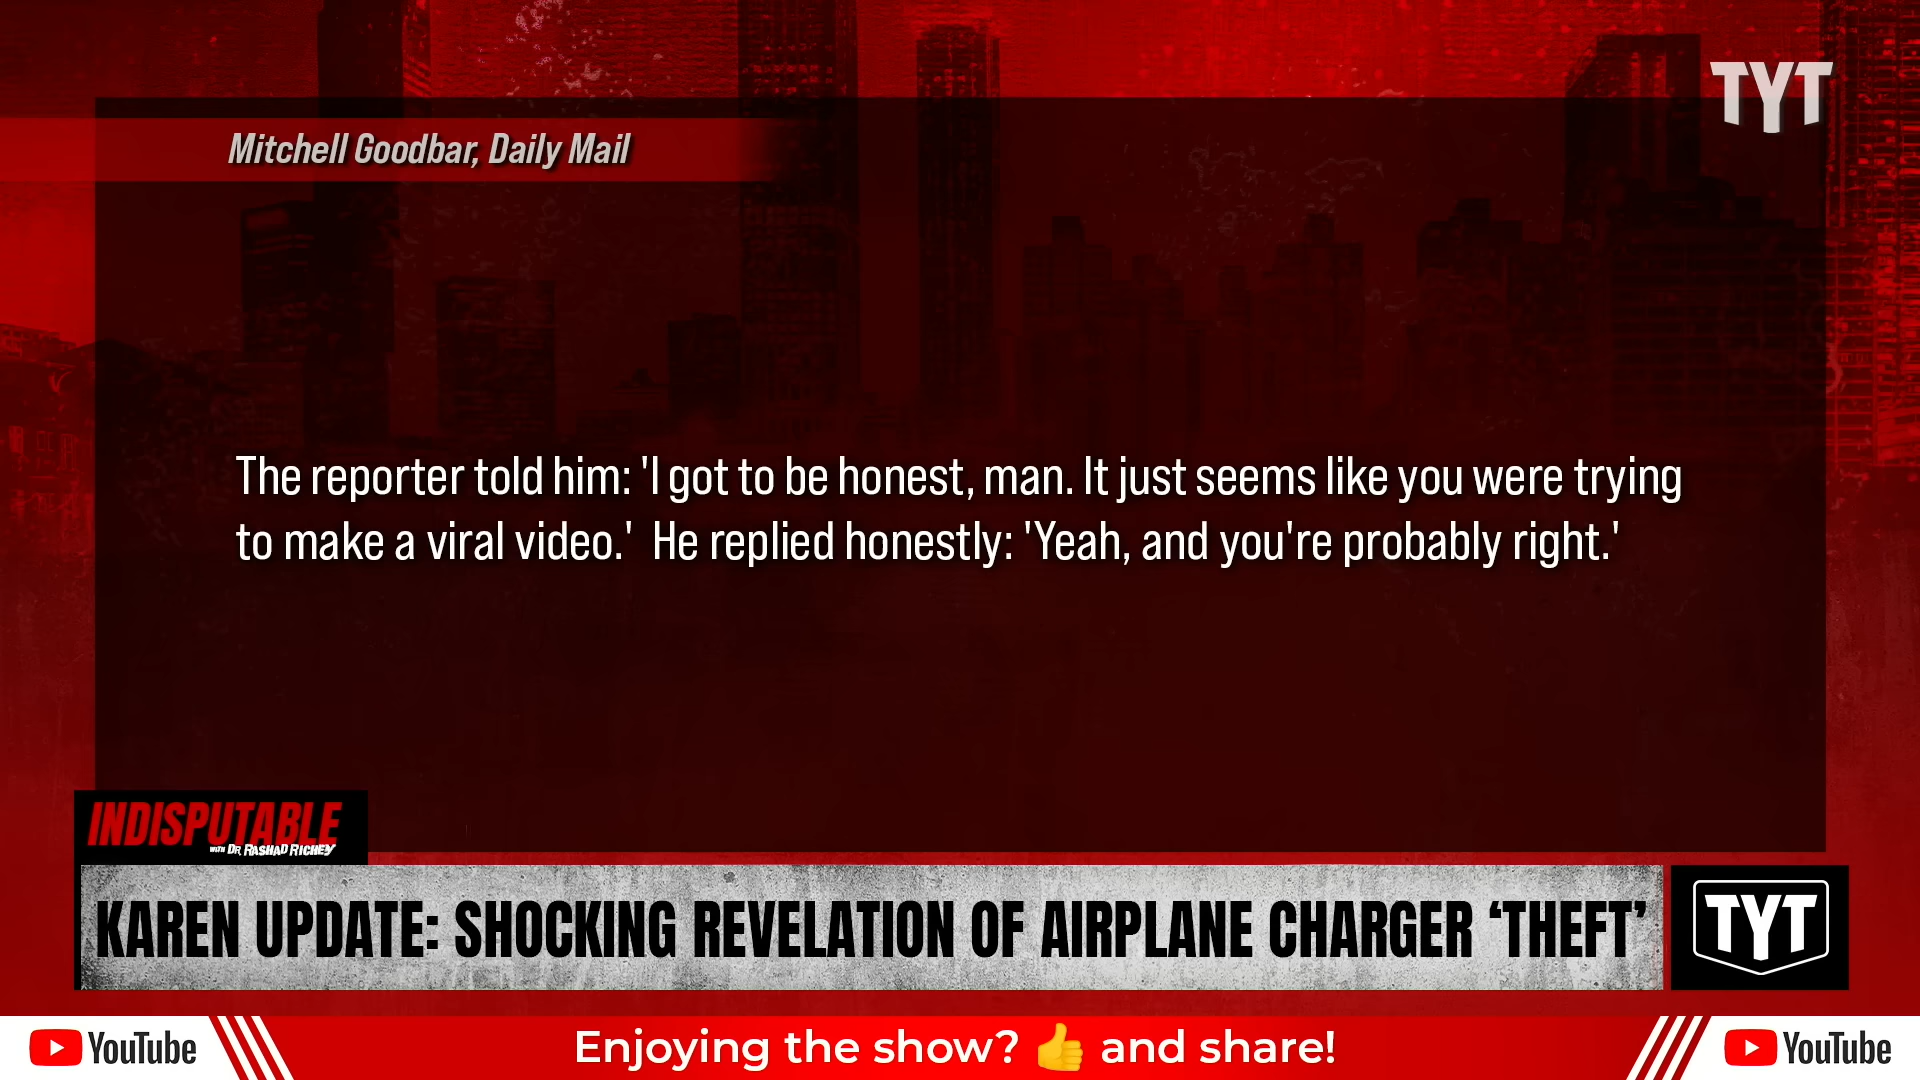 TYT
Mitchell Goodbar, Daily Mail
The reporter told him: 'I got to be honest, man. It just seems like you were trying
to make a viral video.'  He replied honestly: 'Yeah, and you're probably right.'
INDISPUTABLE
WITH DR RASHAD RICHEY
KAREN UPDATE: SHOCKING REVELATION OF AIRPLANE CHARGER ‘THEFT’
TYT
YouTube
Enjoying the show? 👍 and share!
YouTube